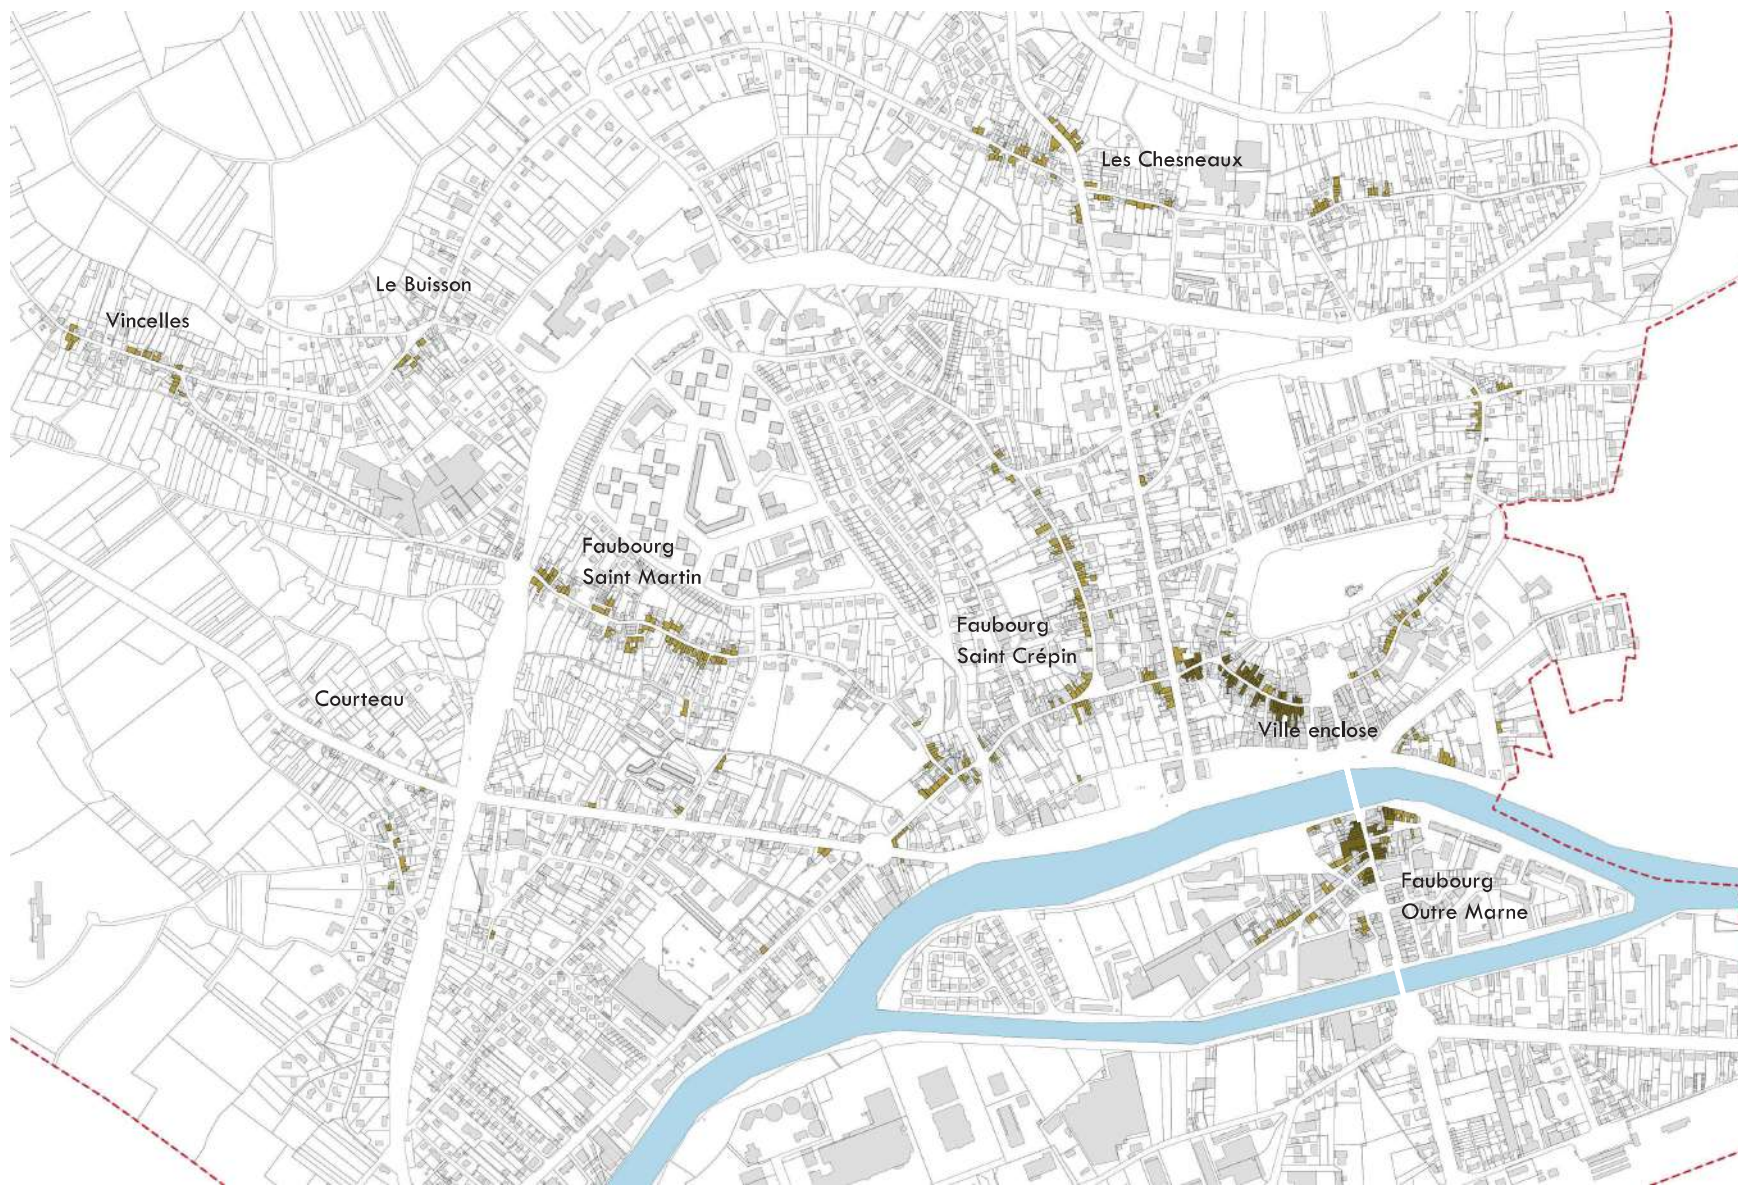 Les Chesneaux
Le Buisson
Vincelles
Faubourg
Saint Martin
Faubourg
Saint Crépin
Courteau
Ville enclose
Faubourg
Outre Marne